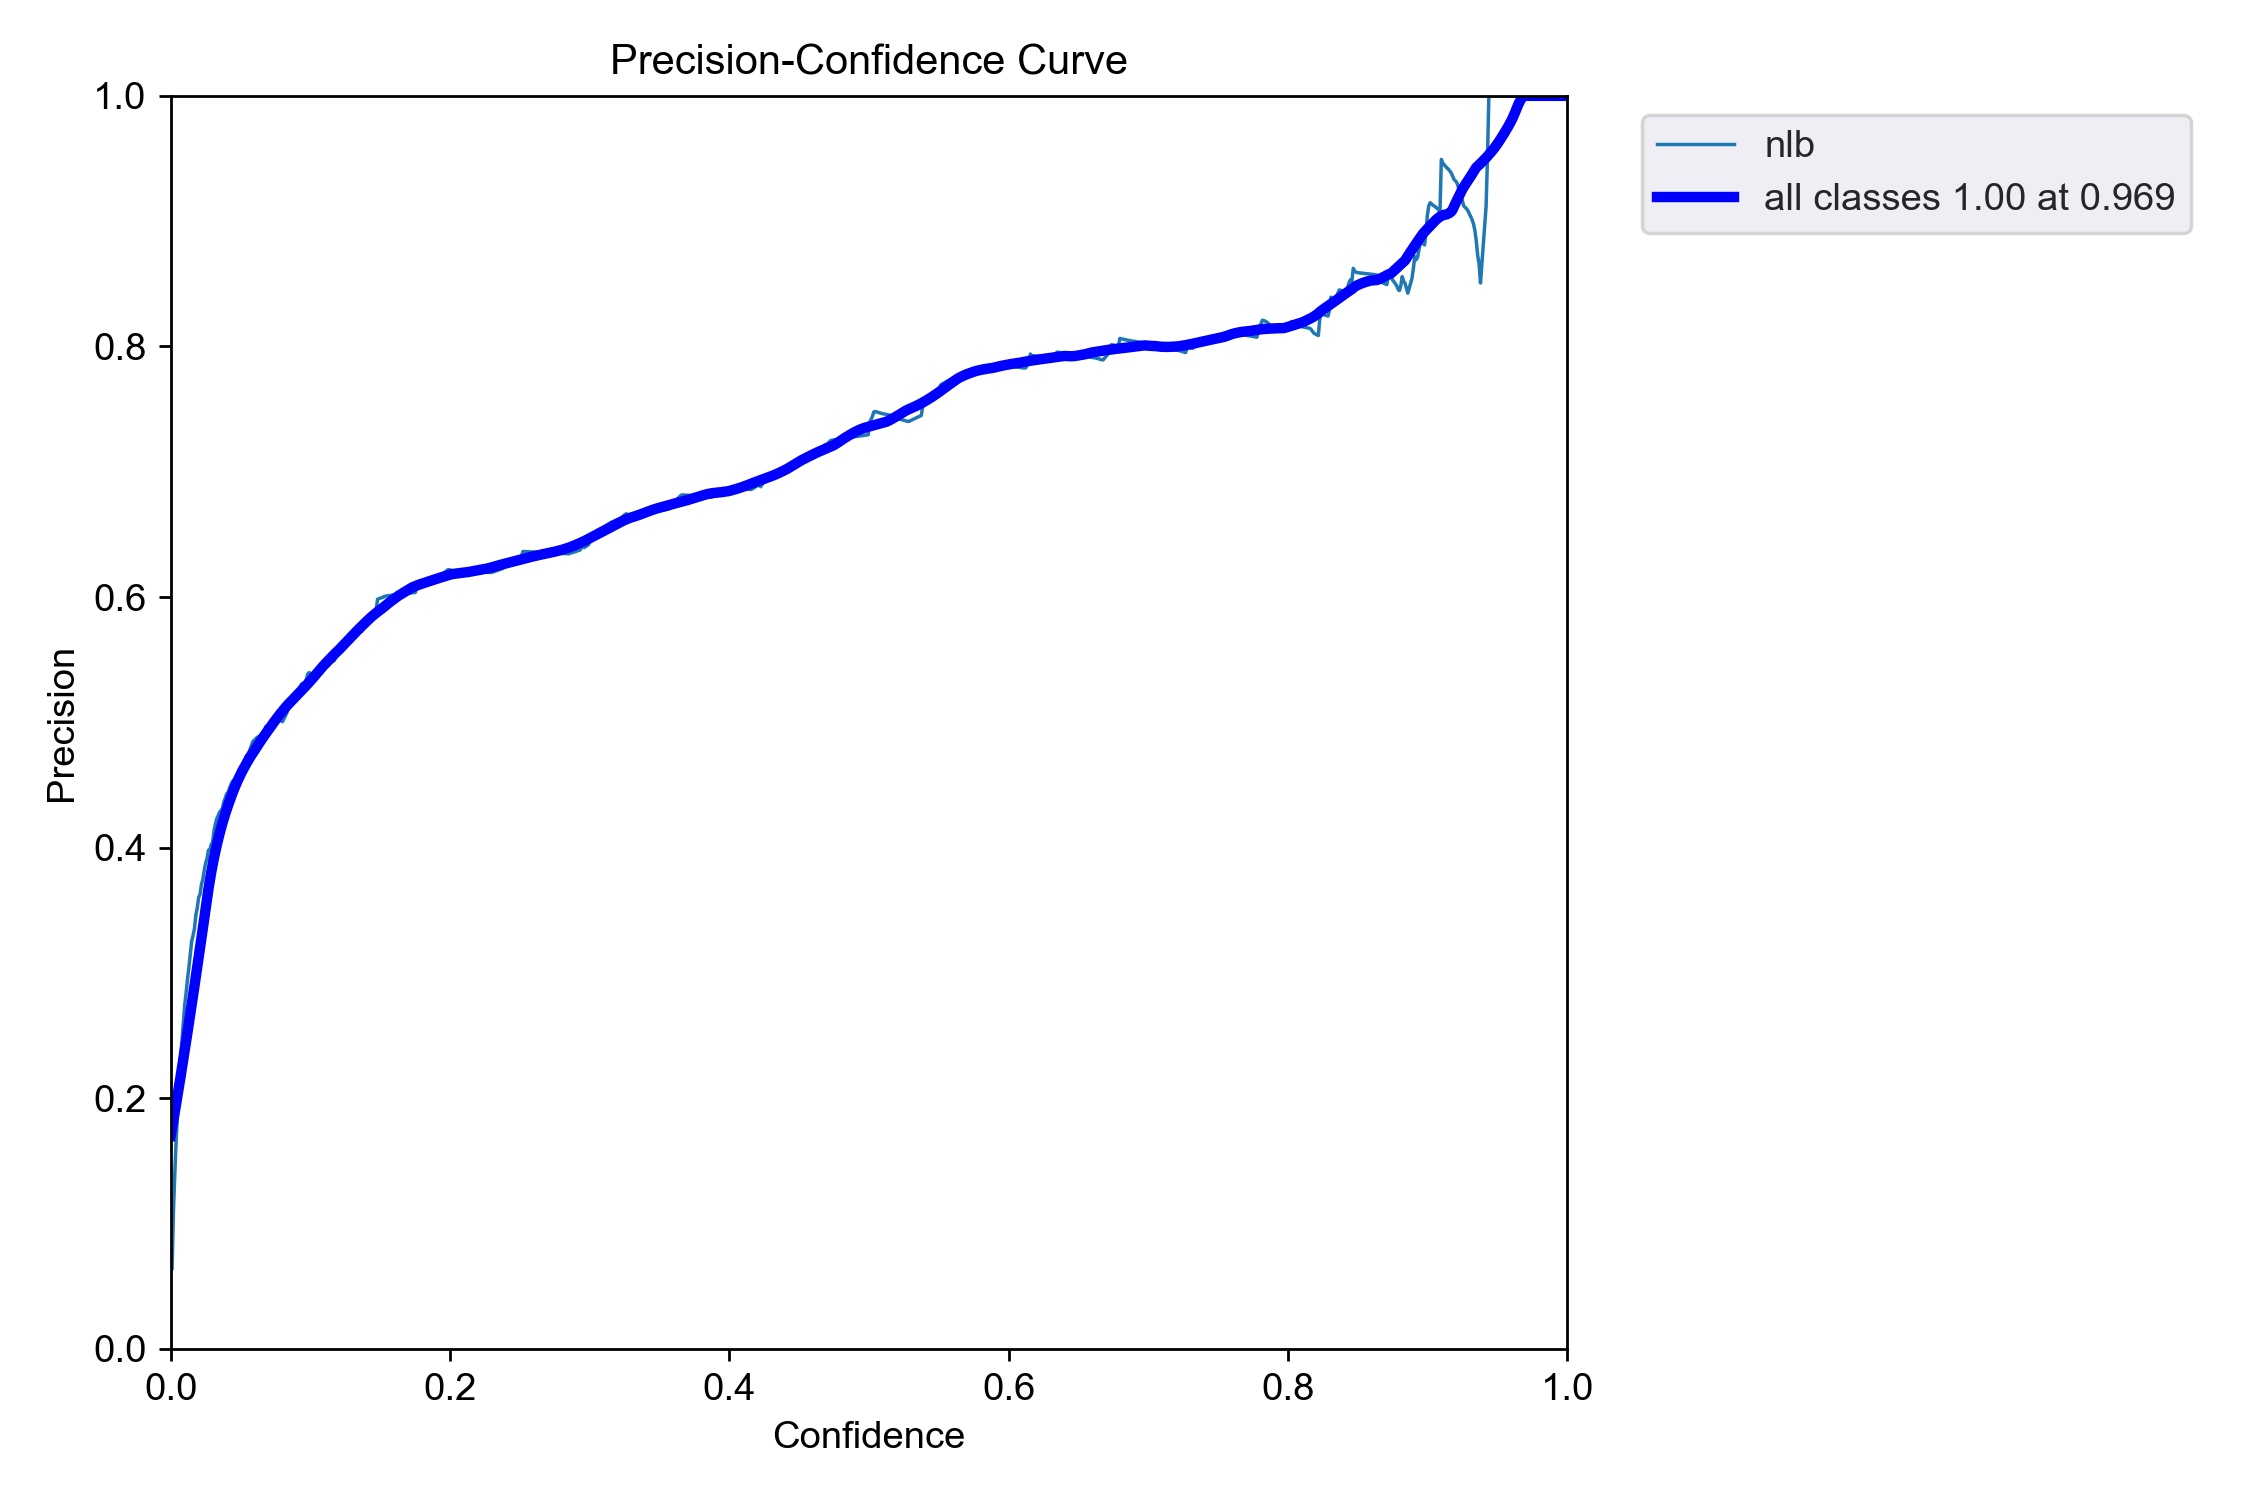 Precision-Confidence Curve
1.0
0.8
0.6
0.4
0.2
0.0
Precision
0.0 0.2 0.4 0.6 0.8 1.0
Confidence
nlb
all classes 1.00 at 0.969